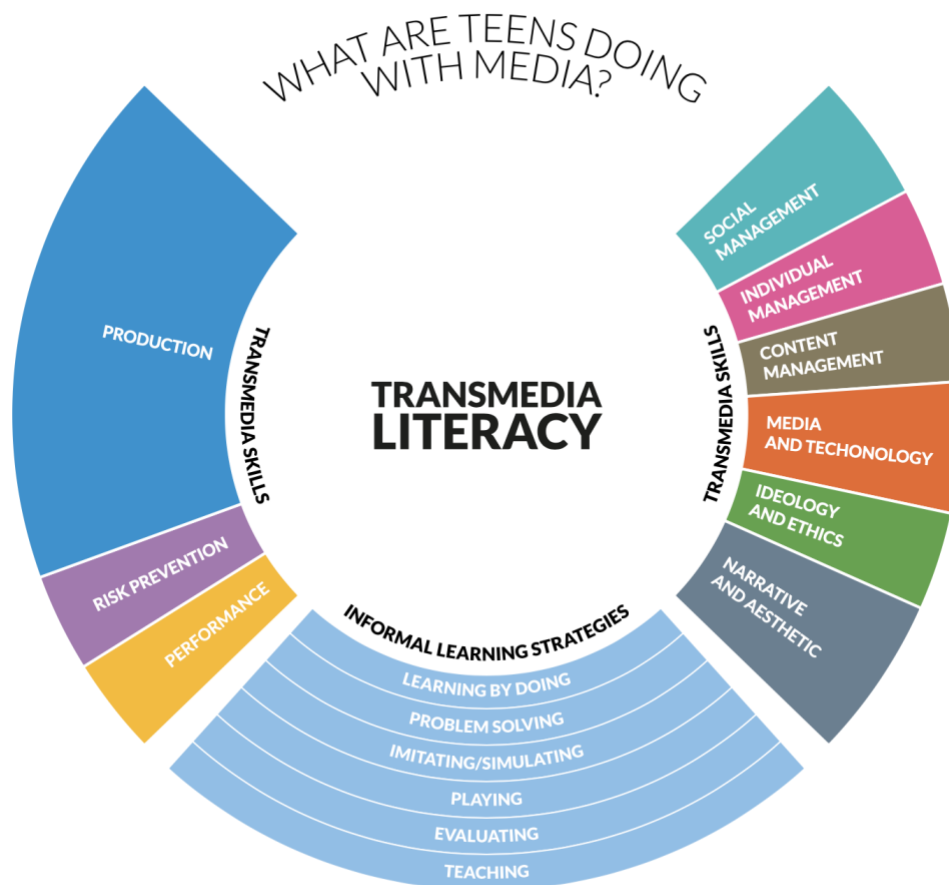 WHAT ARE TEENS DOING
WITH MEDIA?
PRODUCTION
RISK PREVENTION
PERFORMANCE
TRANSMEDIA SKILLS
TRANSMEDIA
LITERACY
TRANSMEDIA SKILLS
SOCIAL
MANAGEMENT
INDIVIDUAL
MANAGEMENT
CONTENT
MANAGEMENT
MEDIA
AND TECHONOLOGY
IDEOLOGY
AND ETHICS
NARRATIVE
AND AESTHETIC
INFORMAL LEARNING STRATEGIES
LEARNING BY DOING
PROBLEM SOLVING
IMITATING/SIMULATING
PLAYING
EVALUATING
TEACHING